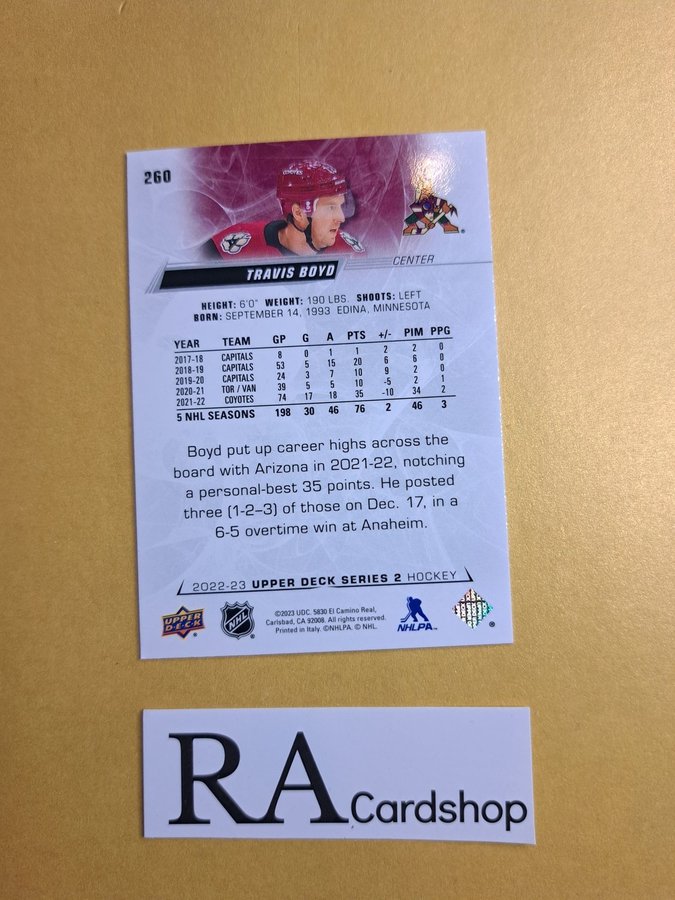 260
TRAVIS BOYD
CENTER
HEIGHT: 6'0" WEIGHT: 190 LBS. SHOOTS: LEFT
BORN: SEPTEMBER 14, 1993 EDINA, MINNESOTA
YEAR TEAM GP G A PTS +/- PIM PPG
2017-18 CAPITALS 8 0 1 1 2 2 0
2018-19 CAPITALS 53 5 15 20 6 6 0
2019-20 CAPITALS 24 3 7 10 9 2 0
2020-21 TOR / VAN 39 5 5 10 -5 2 1
2021-22 COYOTES 74 17 18 35 -10 34 2
5 NHL SEASONS 198 30 46 76 2 46 3
Boyd put up career highs across the
board with Arizona in 2021-22, notching
a personal-best 35 points. He posted
three (1-2–3) of those on Dec. 17, in a
6-5 overtime win at Anaheim.
2022-23 UPPER DECK SERIES 2 HOCKEY
UPPER DECK
NHL
©2023 UDC. 5830 El Camino Real,
Carlsbad, CA 92008. All rights reserved.
Printed in Italy. ©NHLPA. © NHL.
NHLPA™
RA Cardshop